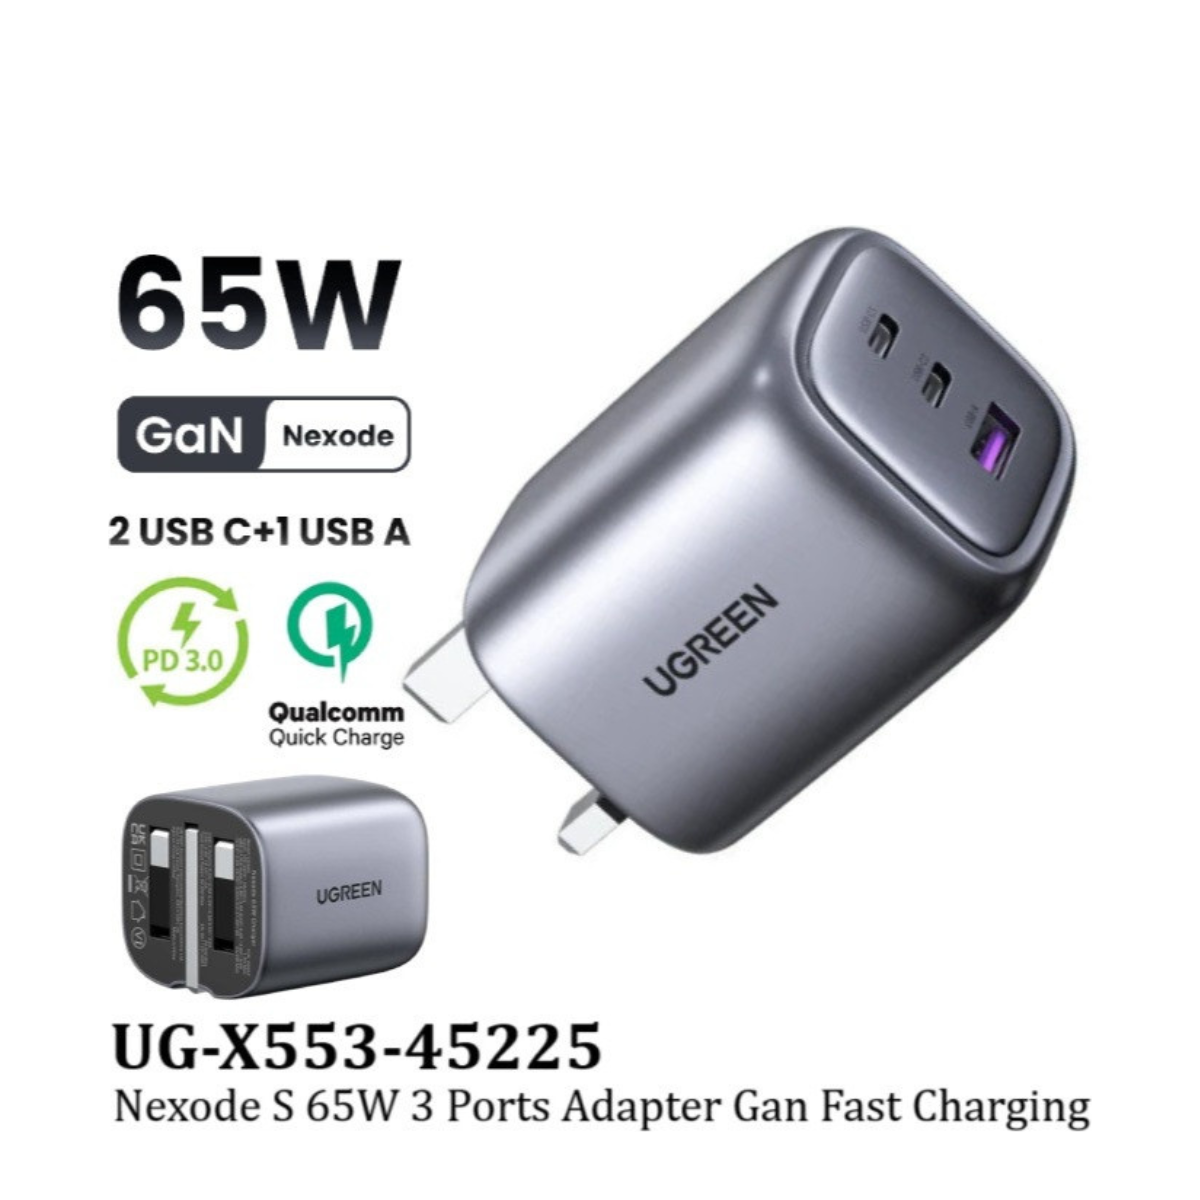 65W
GaN Nexode
2 USB C+1 USB A
PD 3.0
Qualcomm
Quick Charge
UGREEN
UGREEN
UG-X553-45225
Nexode S 65W 3 Ports Adapter Gan Fast Charging